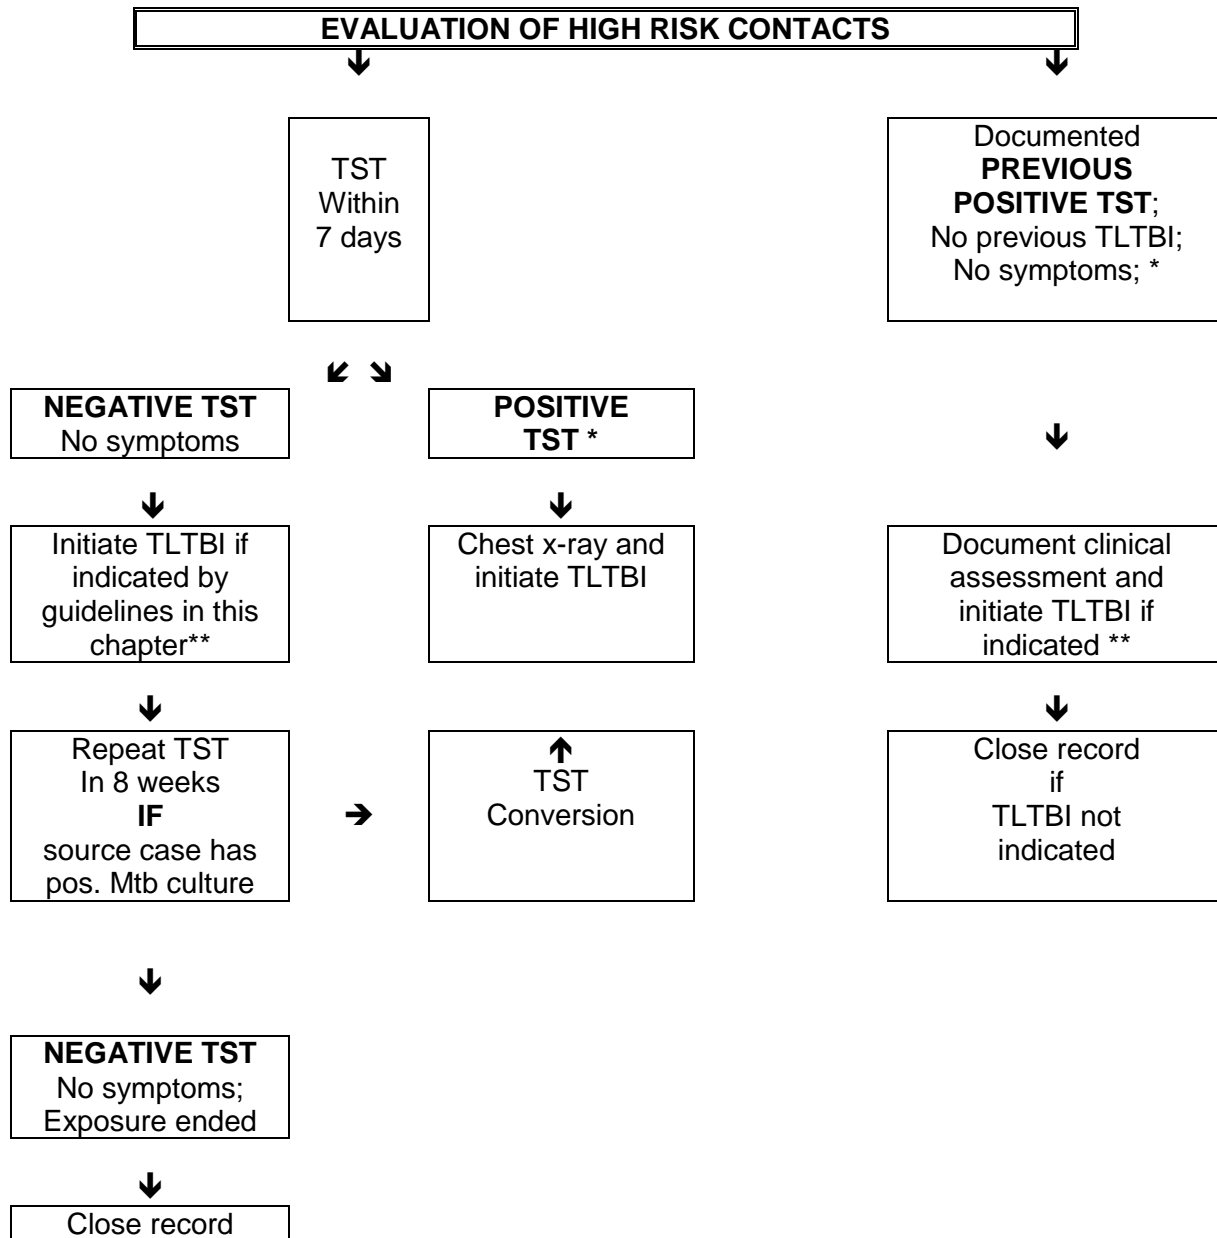 EVALUATION OF HIGH RISK CONTACTS
TST
Within
7 days
Documented
PREVIOUS
POSITIVE TST;
No previous TLTBI;
No symptoms; *
NEGATIVE TST
No symptoms
POSITIVE
TST *
Initiate TLTBI if
indicated by
guidelines in this
chapter**
Chest x-ray and
initiate TLTBI
Document clinical
assessment and
initiate TLTBI if
indicated **
Repeat TST
In 8 weeks
IF
source case has
pos. Mtb culture
TST
Conversion
Close record
if
TLTBI not
indicated
NEGATIVE TST
No symptoms;
Exposure ended
Close record